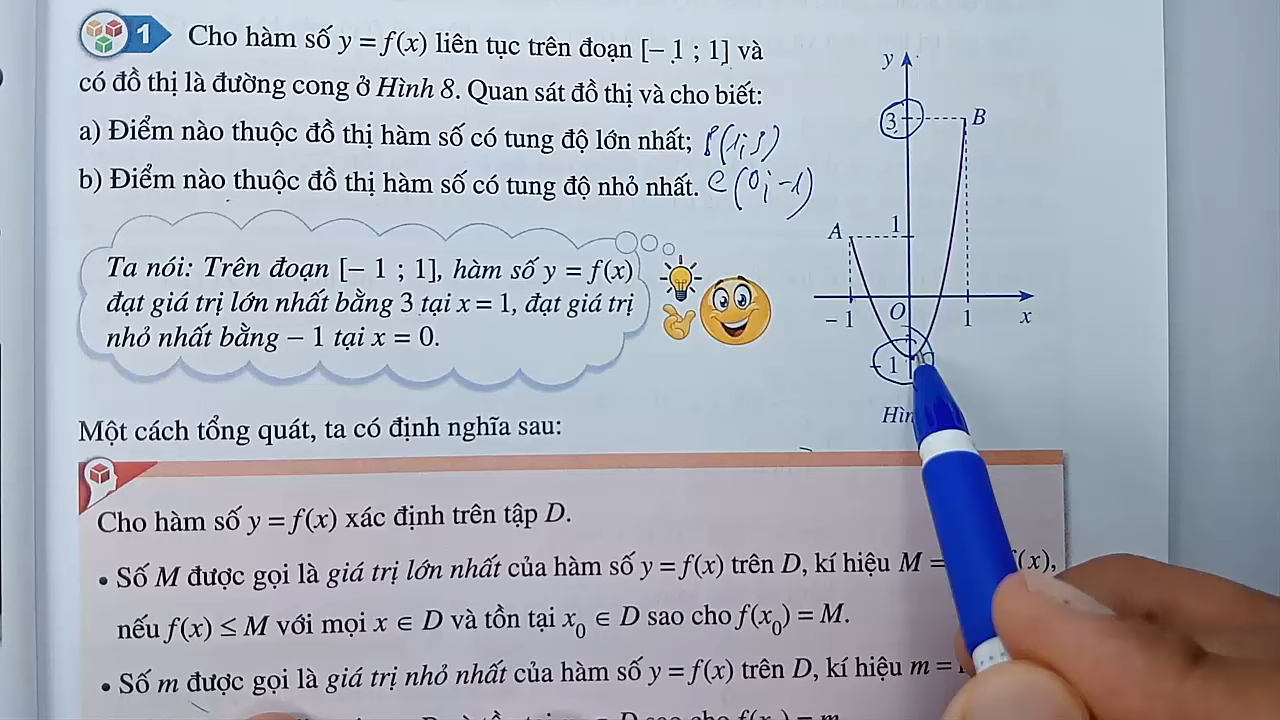 1 Cho hàm số y = f(x) liên tục trên đoạn [– 1 ; 1] và
có đồ thị là đường cong ở Hình 8. Quan sát đồ thị và cho biết:
a) Điểm nào thuộc đồ thị hàm số có tung độ lớn nhất;
b) Điểm nào thuộc đồ thị hàm số có tung độ nhỏ nhất. C(0; -1)
y
3 B
A 1
– 1 O 1 x
– 1
Ta nói: Trên đoạn [– 1 ; 1], hàm số y = f(x)
đạt giá trị lớn nhất bằng 3 tại x = 1, đạt giá trị
nhỏ nhất bằng – 1 tại x = 0.
Một cách tổng quát, ta có định nghĩa sau:
Cho hàm số y = f(x) xác định trên tập D.
• Số M được gọi là giá trị lớn nhất của hàm số y = f(x) trên D, kí hiệu M =
nếu f(x) ≤ M với mọi x ∈ D và tồn tại x₀ ∈ D sao cho f(x₀) = M.
• Số m được gọi là giá trị nhỏ nhất của hàm số y = f(x) trên D, kí hiệu m =